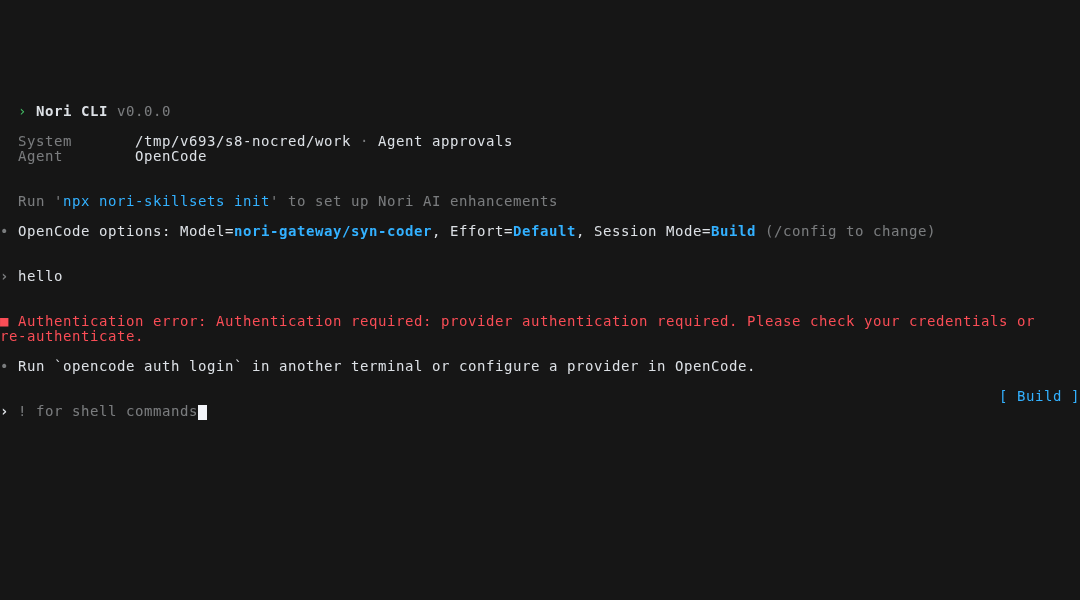 › Nori CLI v0.0.0
System /tmp/v693/s8-nocred/work · Agent approvals
Agent OpenCode
Run 'npx nori-skillsets init' to set up Nori AI enhancements
• OpenCode options: Model=nori-gateway/syn-coder, Effort=Default, Session Mode=Build (/config to change)
› hello
■ Authentication error: Authentication required: provider authentication required. Please check your credentials or
re-authenticate.
• Run `opencode auth login` in another terminal or configure a provider in OpenCode.
[ Build ]
› ! for shell commands